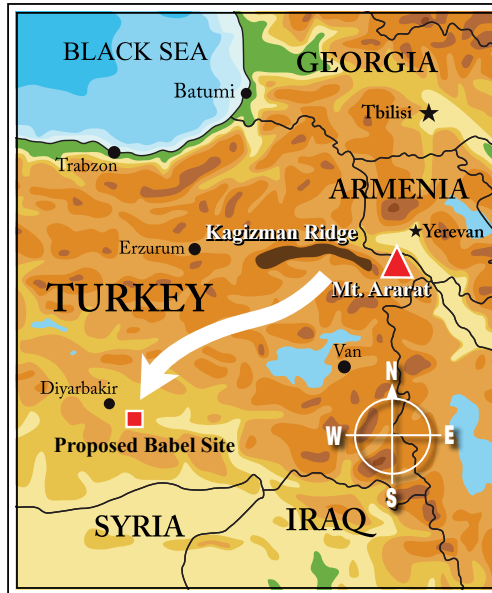 BLACK SEA
GEORGIA
Batumi
Tbilisi
Trabzon
ARMENIA
Kagizman Ridge
Yerevan
Erzurum
Mt. Ararat
TURKEY
Van
N
Diyarbakir
W
E
Proposed Babel Site
S
SYRIA
IRAQ